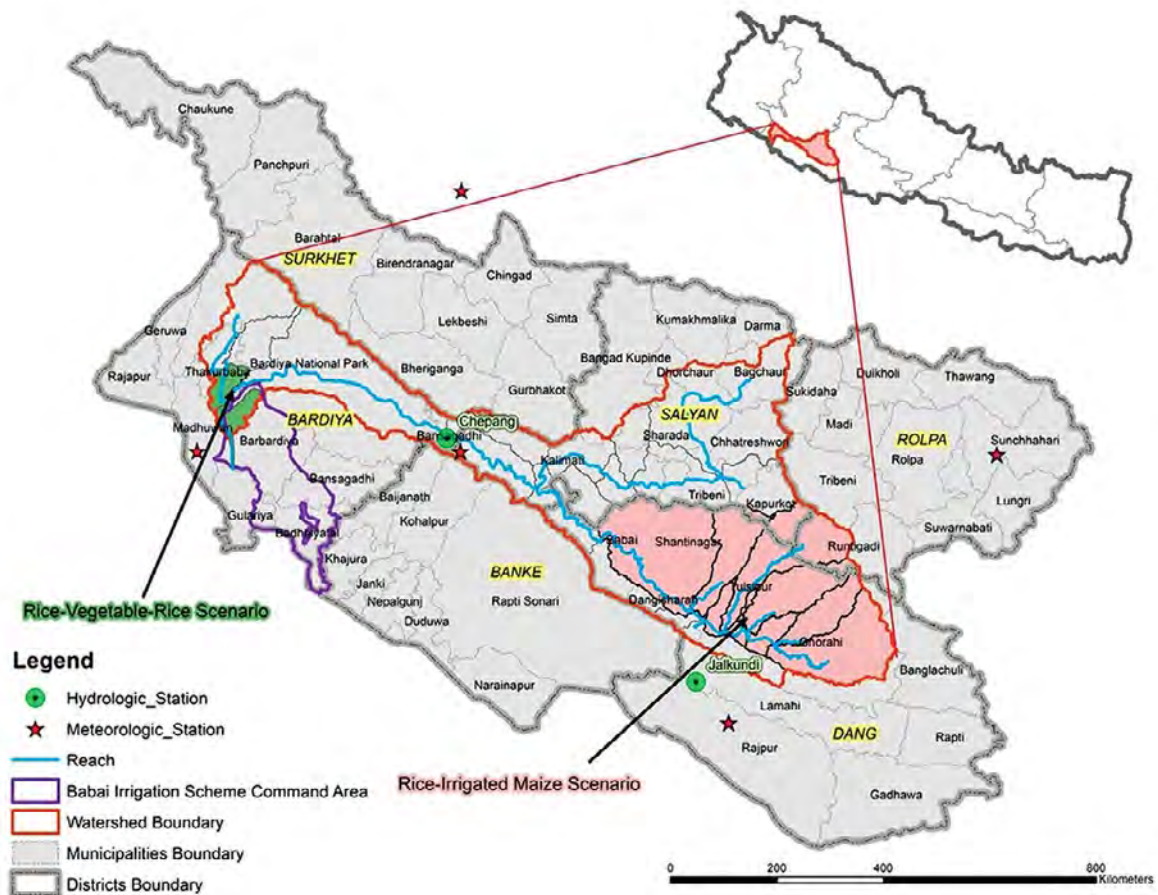 Chaukune
Panchpuri
Barahtal
SURKHET
Birendranagar
Chingad
Lekbeshi
Simta
Kumakhmalika
Darma
Geruwa
Bangad Kupinde
Dhorchaur
Bagchaur
Sukidaha
Duikholi
Thawang
Rajapur
Thakurbaba
Bardiya National Park
Bheriganga
Gurbhakot
Madi
ROLPA
Sunchhahari
Madhuwan
BARDIYA
Chepang
SALYAN
Barbardiya
Bansagadhi
Sharada
Chhatreshwori
Rolpa
Kalimati
Tribeni
Lungri
Bansagadhi
Baijanath
Tribeni
Kapurkot
Suwarnabati
Gulariya
Kohalpur
Badhaiyatal
Babai
Shantinagar
Runtigadi
Khajura
BANKE
Janki
Nepalgunj
Rapti Sonari
Dangisharan
Tulsipur
Rice-Vegetable-Rice Scenario
Duduwa
Ghorahi
Banglachuli
Legend
Narainapur
Jalkundi
Hydrologic_Station
Lamahi
Meteorologic_Station
DANG
Rapti
Rajpur
Reach
Rice-Irrigated Maize Scenario
Babai Irrigation Scheme Command Area
Gadhawa
Watershed Boundary
Municipalities Boundary
Districts Boundary
0 200 400 800
Kilometers